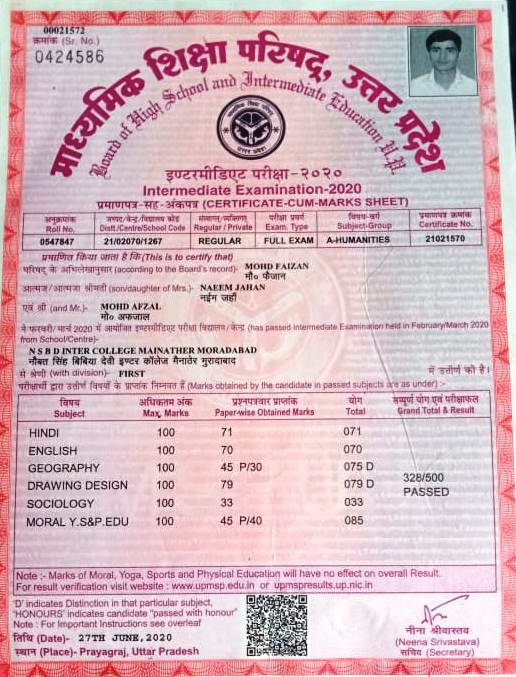 00021572
क्रमांक (Sr. No.)
0424586
माध्यमिक शिक्षा परिषद्, उत्तर प्रदेश
Board of High School and Intermediate Education U.P.
इण्टरमीडिएट परीक्षा-२०२०
Intermediate Examination-2020
प्रमाणपत्र-सह-अंकपत्र (CERTIFICATE-CUM-MARKS SHEET)
अनुक्रमांक जनपद/केन्द्र/विद्यालय कोड संस्थागत/व्यक्तिगत परीक्षा प्रकार विषय-वर्ग प्रमाणपत्र क्रमांक
Roll No. Distt./Centre/School Code Regular / Private Exam. Type Subject-Group Certificate No.
0547847 21/02070/1267 REGULAR FULL EXAM A-HUMANITIES 21021570
प्रमाणित किया जाता है कि (This is to certify that)
परिषद के अभिलेखानुसार (according to the Board's record)- MOHD FAIZAN
मो० फैजान
आत्मज/आत्मजा श्रीमती (son/daughter of Mrs.)- NAEEM JAHAN
नईम जहाँ
एवं श्री (and Mr.)- MOHD AFZAL
मो० अफजाल
ने फरवरी/मार्च 2020 में आयोजित इण्टरमीडिएट परीक्षा विद्यालय/केन्द्र (has passed Intermediate Examination held in February/March 2020
from School/Centre)-
N S B D INTER COLLEGE MAINATHER MORADABAD
नौबत सिंह बिबिया देवी इण्टर कॉलेज मैनाठेर मुरादाबाद
से श्रेणी (with division)- FIRST में उत्तीर्ण की है।
परीक्षार्थी द्वारा उत्तीर्ण विषयों के प्राप्तांक निम्नवत हैं (Marks obtained by the candidate in passed subjects are as under) :-
विषय अधिकतम अंक प्रश्नपत्रवार प्राप्तांक योग सम्पूर्ण योग एवं परीक्षाफल
Subject Max. Marks Paper-wise Obtained Marks Total Grand Total & Result
HINDI 100 71 071
ENGLISH 100 70 070
GEOGRAPHY 100 45 P/30 075 D
328/500
DRAWING DESIGN 100 79 079 D
PASSED
SOCIOLOGY 100 33 033
MORAL Y.S&P.EDU 100 45 P/40 085
Note :- Marks of Moral, Yoga, Sports and Physical Education will have no effect on overall Result.
For result verification visit website : www.upmsp.edu.in or upmspresults.up.nic.in
'D' indicates Distinction in that particular subject,
"HONOURS' indicates candidate "passed with honour"
Note : For Important Instructions see overleaf
तिथि (Date)- 27TH JUNE,2020
स्थान (Place)- Prayagraj, Uttar Pradesh
नीना श्रीवास्तव
(Neena Srivastava)
सचिव (Secretary)